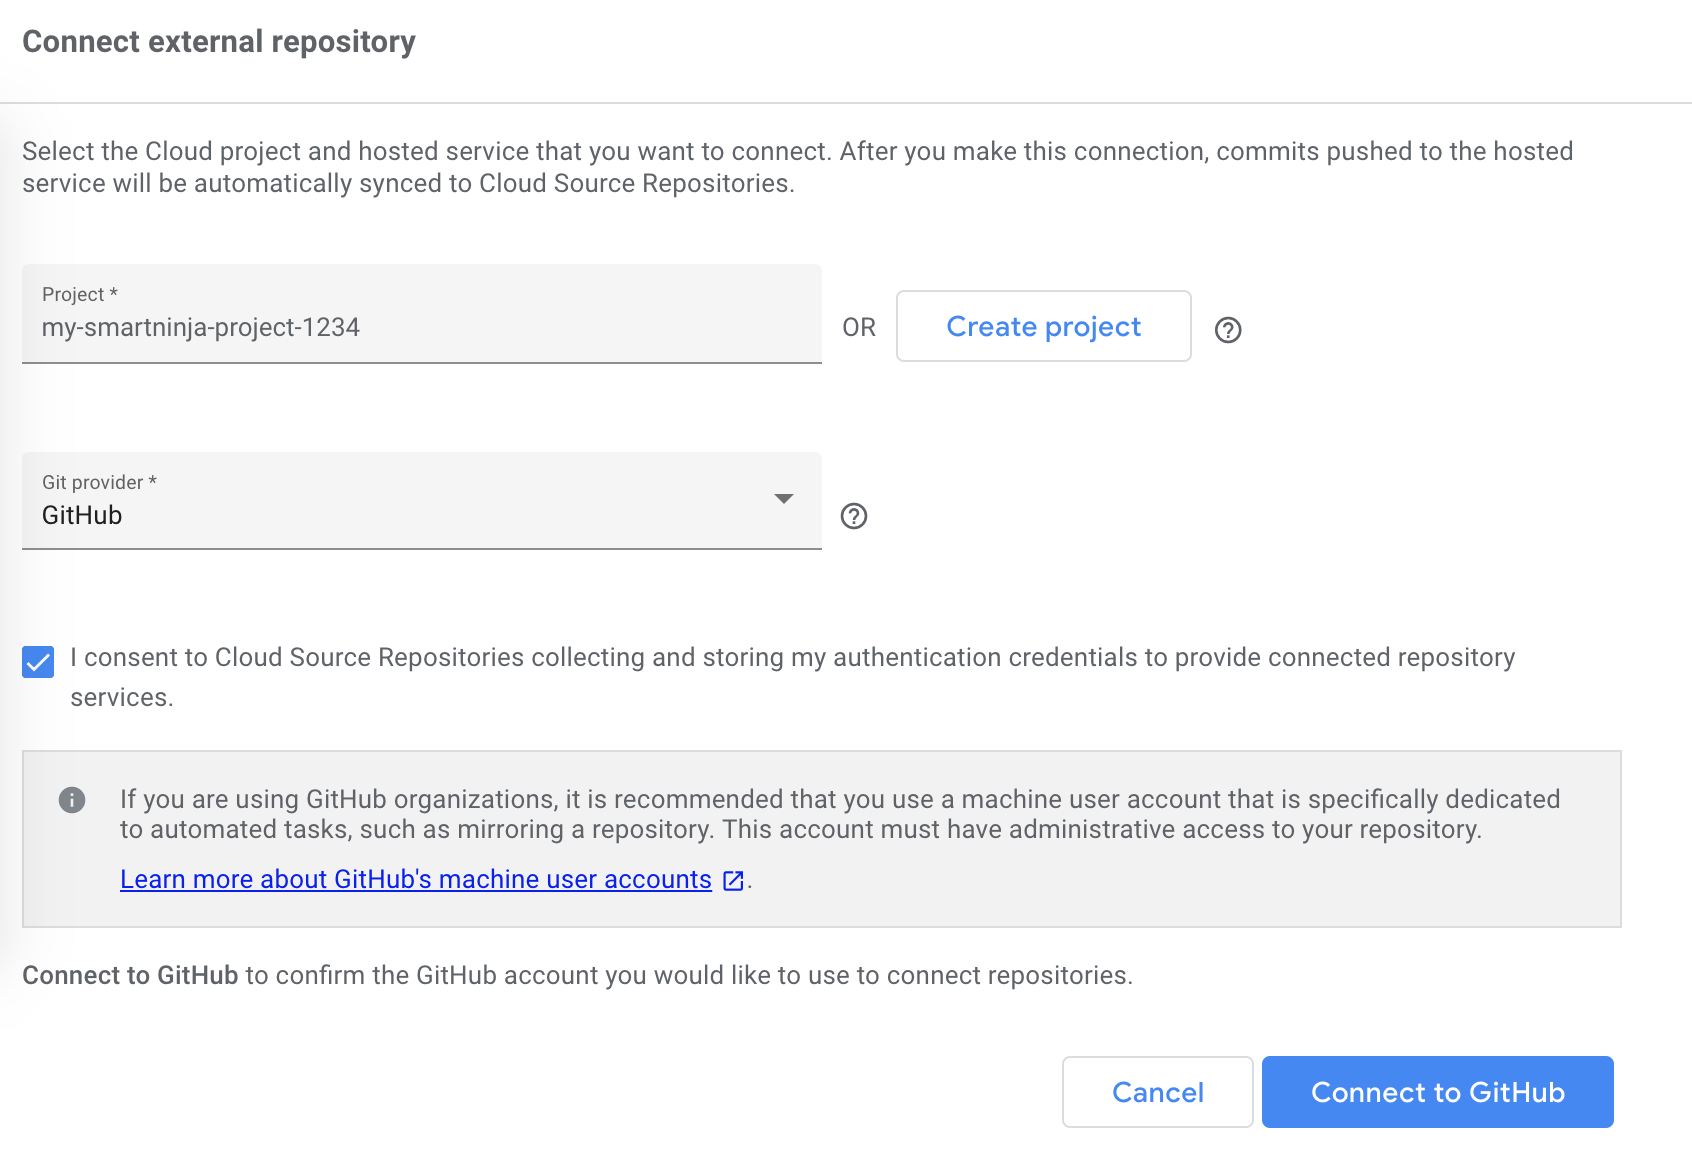 Connect external repository
Select the Cloud project and hosted service that you want to connect. After you make this connection, commits pushed to the hosted
service will be automatically synced to Cloud Source Repositories.
Project *
my-smartninja-project-1234
OR
Create project
Git provider *
GitHub
I consent to Cloud Source Repositories collecting and storing my authentication credentials to provide connected repository
services.
If you are using GitHub organizations, it is recommended that you use a machine user account that is specifically dedicated
to automated tasks, such as mirroring a repository. This account must have administrative access to your repository.
Learn more about GitHub's machine user accounts .
Connect to GitHub to confirm the GitHub account you would like to use to connect repositories.
Cancel
Connect to GitHub